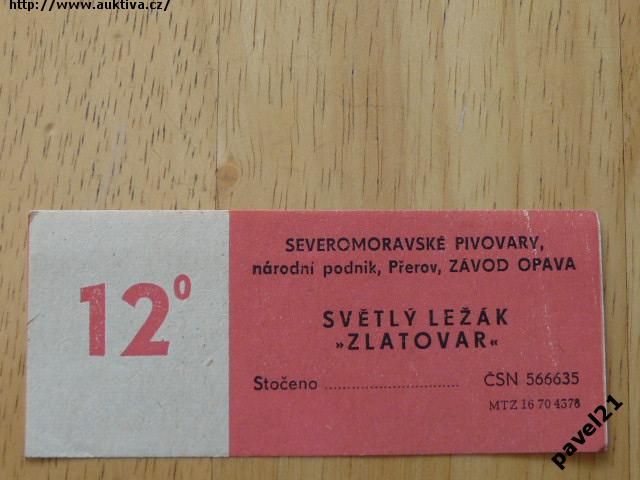 http://www.auktiva.cz/
12°
SEVEROMORAVSKÉ PIVOVARY,
národní podnik, Přerov, ZÁVOD OPAVA
SVĚTLÝ LEŽÁK
»ZLATOVAR«
Stočeno ........................... ČSN 566635
MTZ 16 70 4378
pavel21